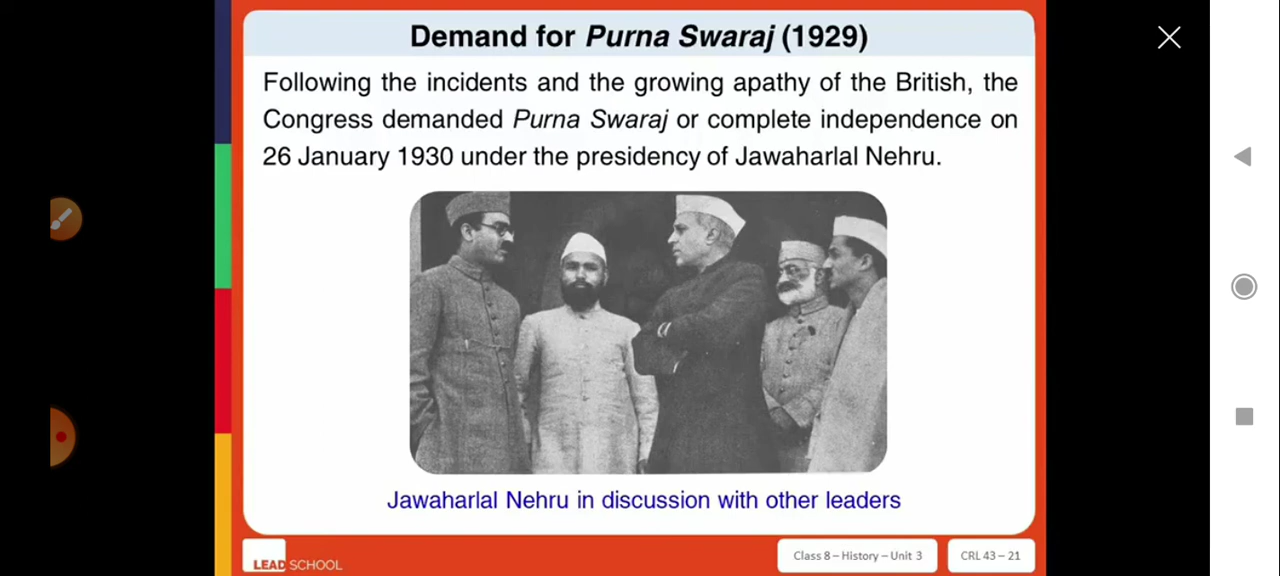 Demand for Purna Swaraj (1929)
Following the incidents and the growing apathy of the British, the
Congress demanded Purna Swaraj or complete independence on
26 January 1930 under the presidency of Jawaharlal Nehru.
Jawaharlal Nehru in discussion with other leaders
LEAD SCHOOL
Class 8 – History – Unit 3
CRL 43 – 21